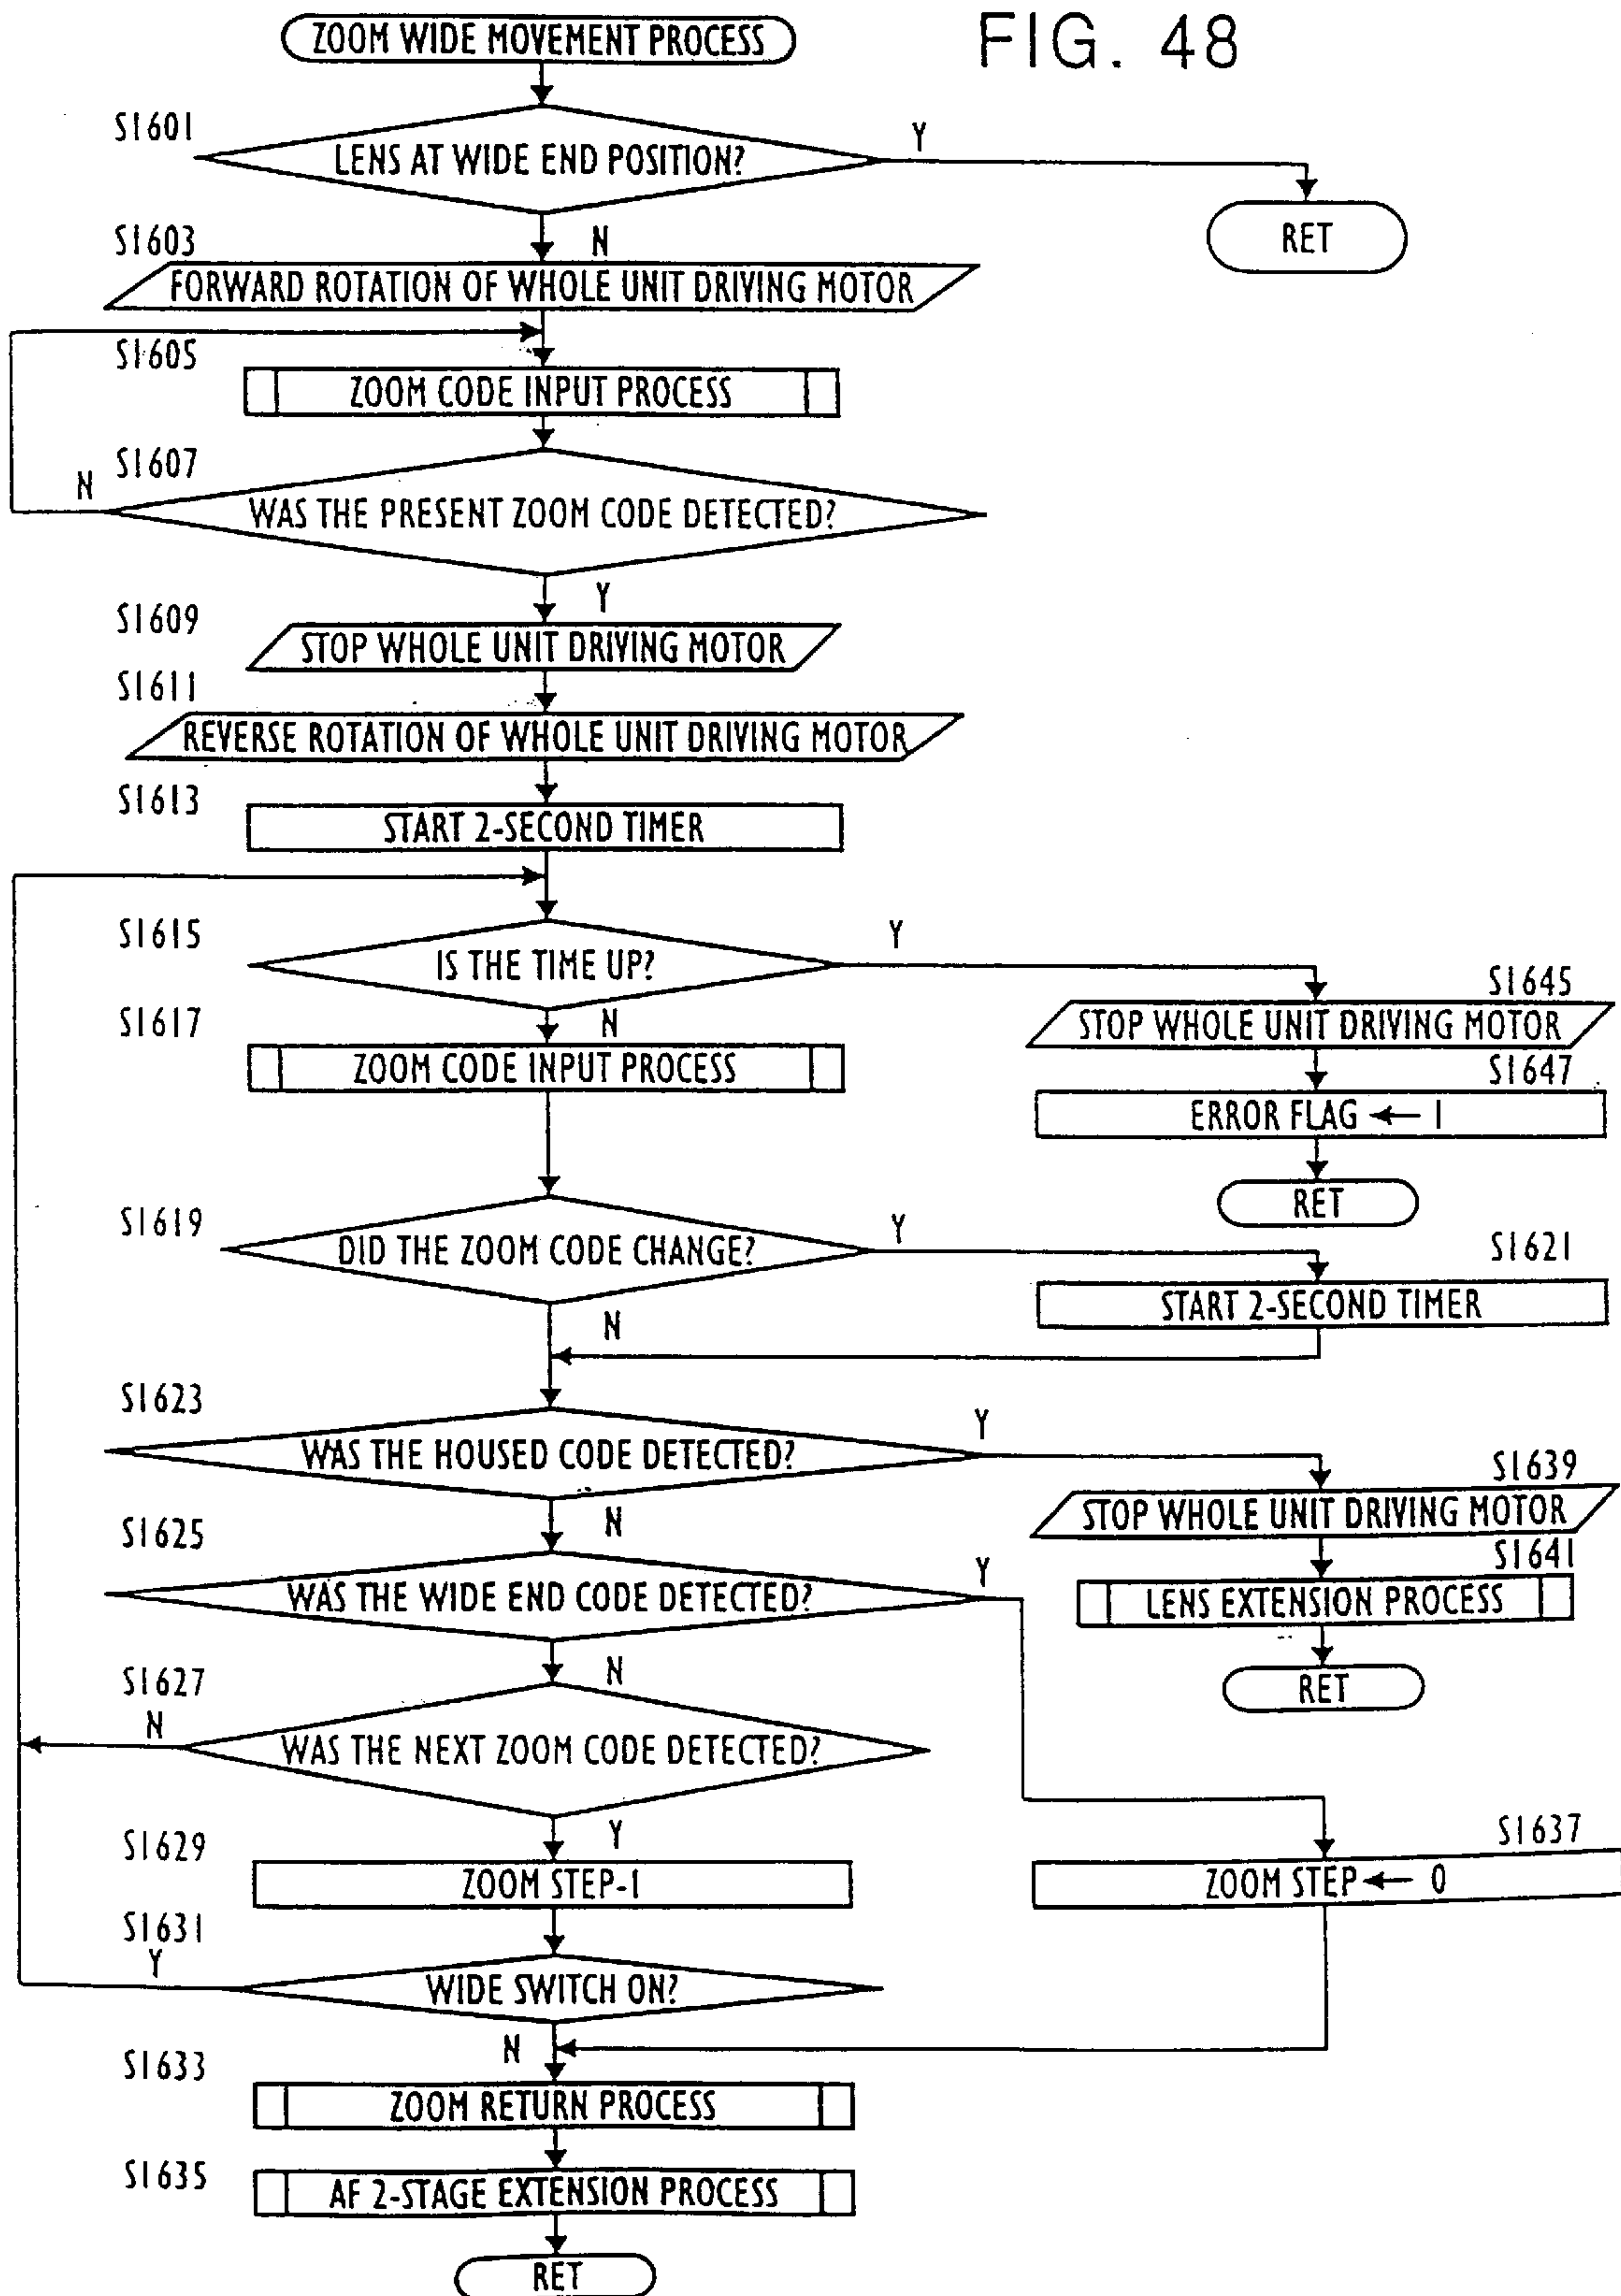 ZOOM WIDE MOVEMENT PROCESS
FIG. 48
S1601
LENS AT WIDE END POSITION?
Y
RET
S1603
N
FORWARD ROTATION OF WHOLE UNIT DRIVING MOTOR
S1605
ZOOM CODE INPUT PROCESS
S1607
N
WAS THE PRESENT ZOOM CODE DETECTED?
Y
S1609
STOP WHOLE UNIT DRIVING MOTOR
S1611
REVERSE ROTATION OF WHOLE UNIT DRIVING MOTOR
S1613
START 2-SECOND TIMER
S1615
IS THE TIME UP?
Y
S1645
STOP WHOLE UNIT DRIVING MOTOR
S1617
N
ZOOM CODE INPUT PROCESS
S1647
ERROR FLAG ← 1
RET
S1619
DID THE ZOOM CODE CHANGE?
Y
S1621
START 2-SECOND TIMER
N
S1623
WAS THE HOUSED CODE DETECTED?
Y
S1639
STOP WHOLE UNIT DRIVING MOTOR
N
S1625
WAS THE WIDE END CODE DETECTED?
Y
S1641
LENS EXTENSION PROCESS
RET
S1627
N
N
WAS THE NEXT ZOOM CODE DETECTED?
Y
S1629
ZOOM STEP-1
S1637
ZOOM STEP ← 0
S1631
Y
WIDE SWITCH ON?
N
S1633
ZOOM RETURN PROCESS
S1635
AF 2-STAGE EXTENSION PROCESS
RET